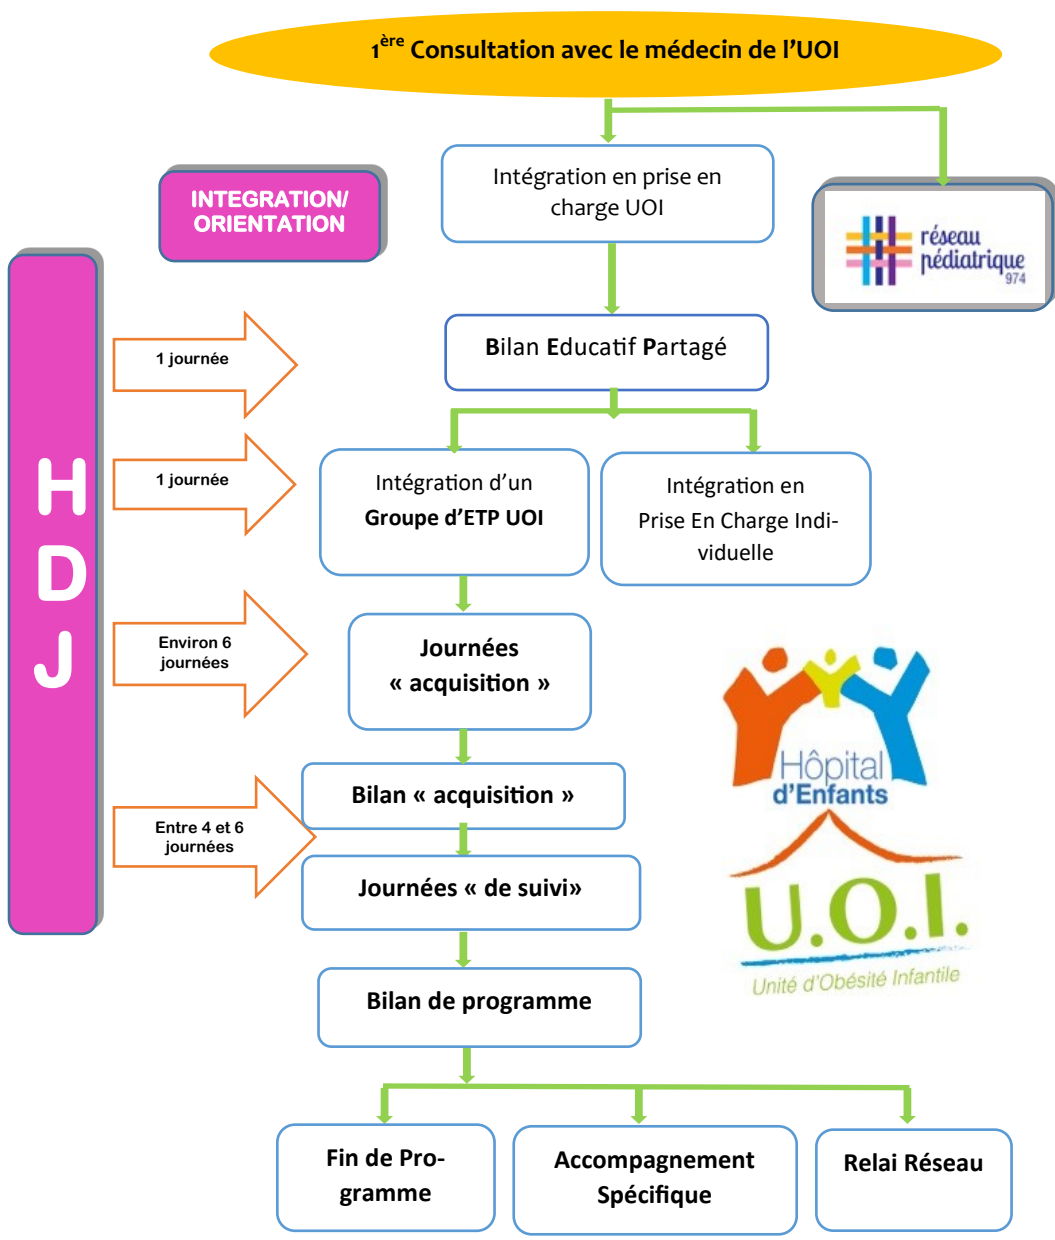 1ère Consultation avec le médecin de l’UOI
Intégration en prise en
charge UOI
INTEGRATION/
ORIENTATION
réseau
pédiatrique
974
H
D
J
1 journée
Bilan Educatif Partagé
1 journée
Intégration d’un
Groupe d’ETP UOI
Intégration en
Prise En Charge Indi-
viduelle
Environ 6
journées
Journées
« acquisition »
Bilan « acquisition »
Entre 4 et 6
journées
Journées « de suivi»
Bilan de programme
Hôpital
d'Enfants
U.O.I.
Unité d'Obésité Infantile
Fin de Pro-
gramme
Accompagnement
Spécifique
Relai Réseau